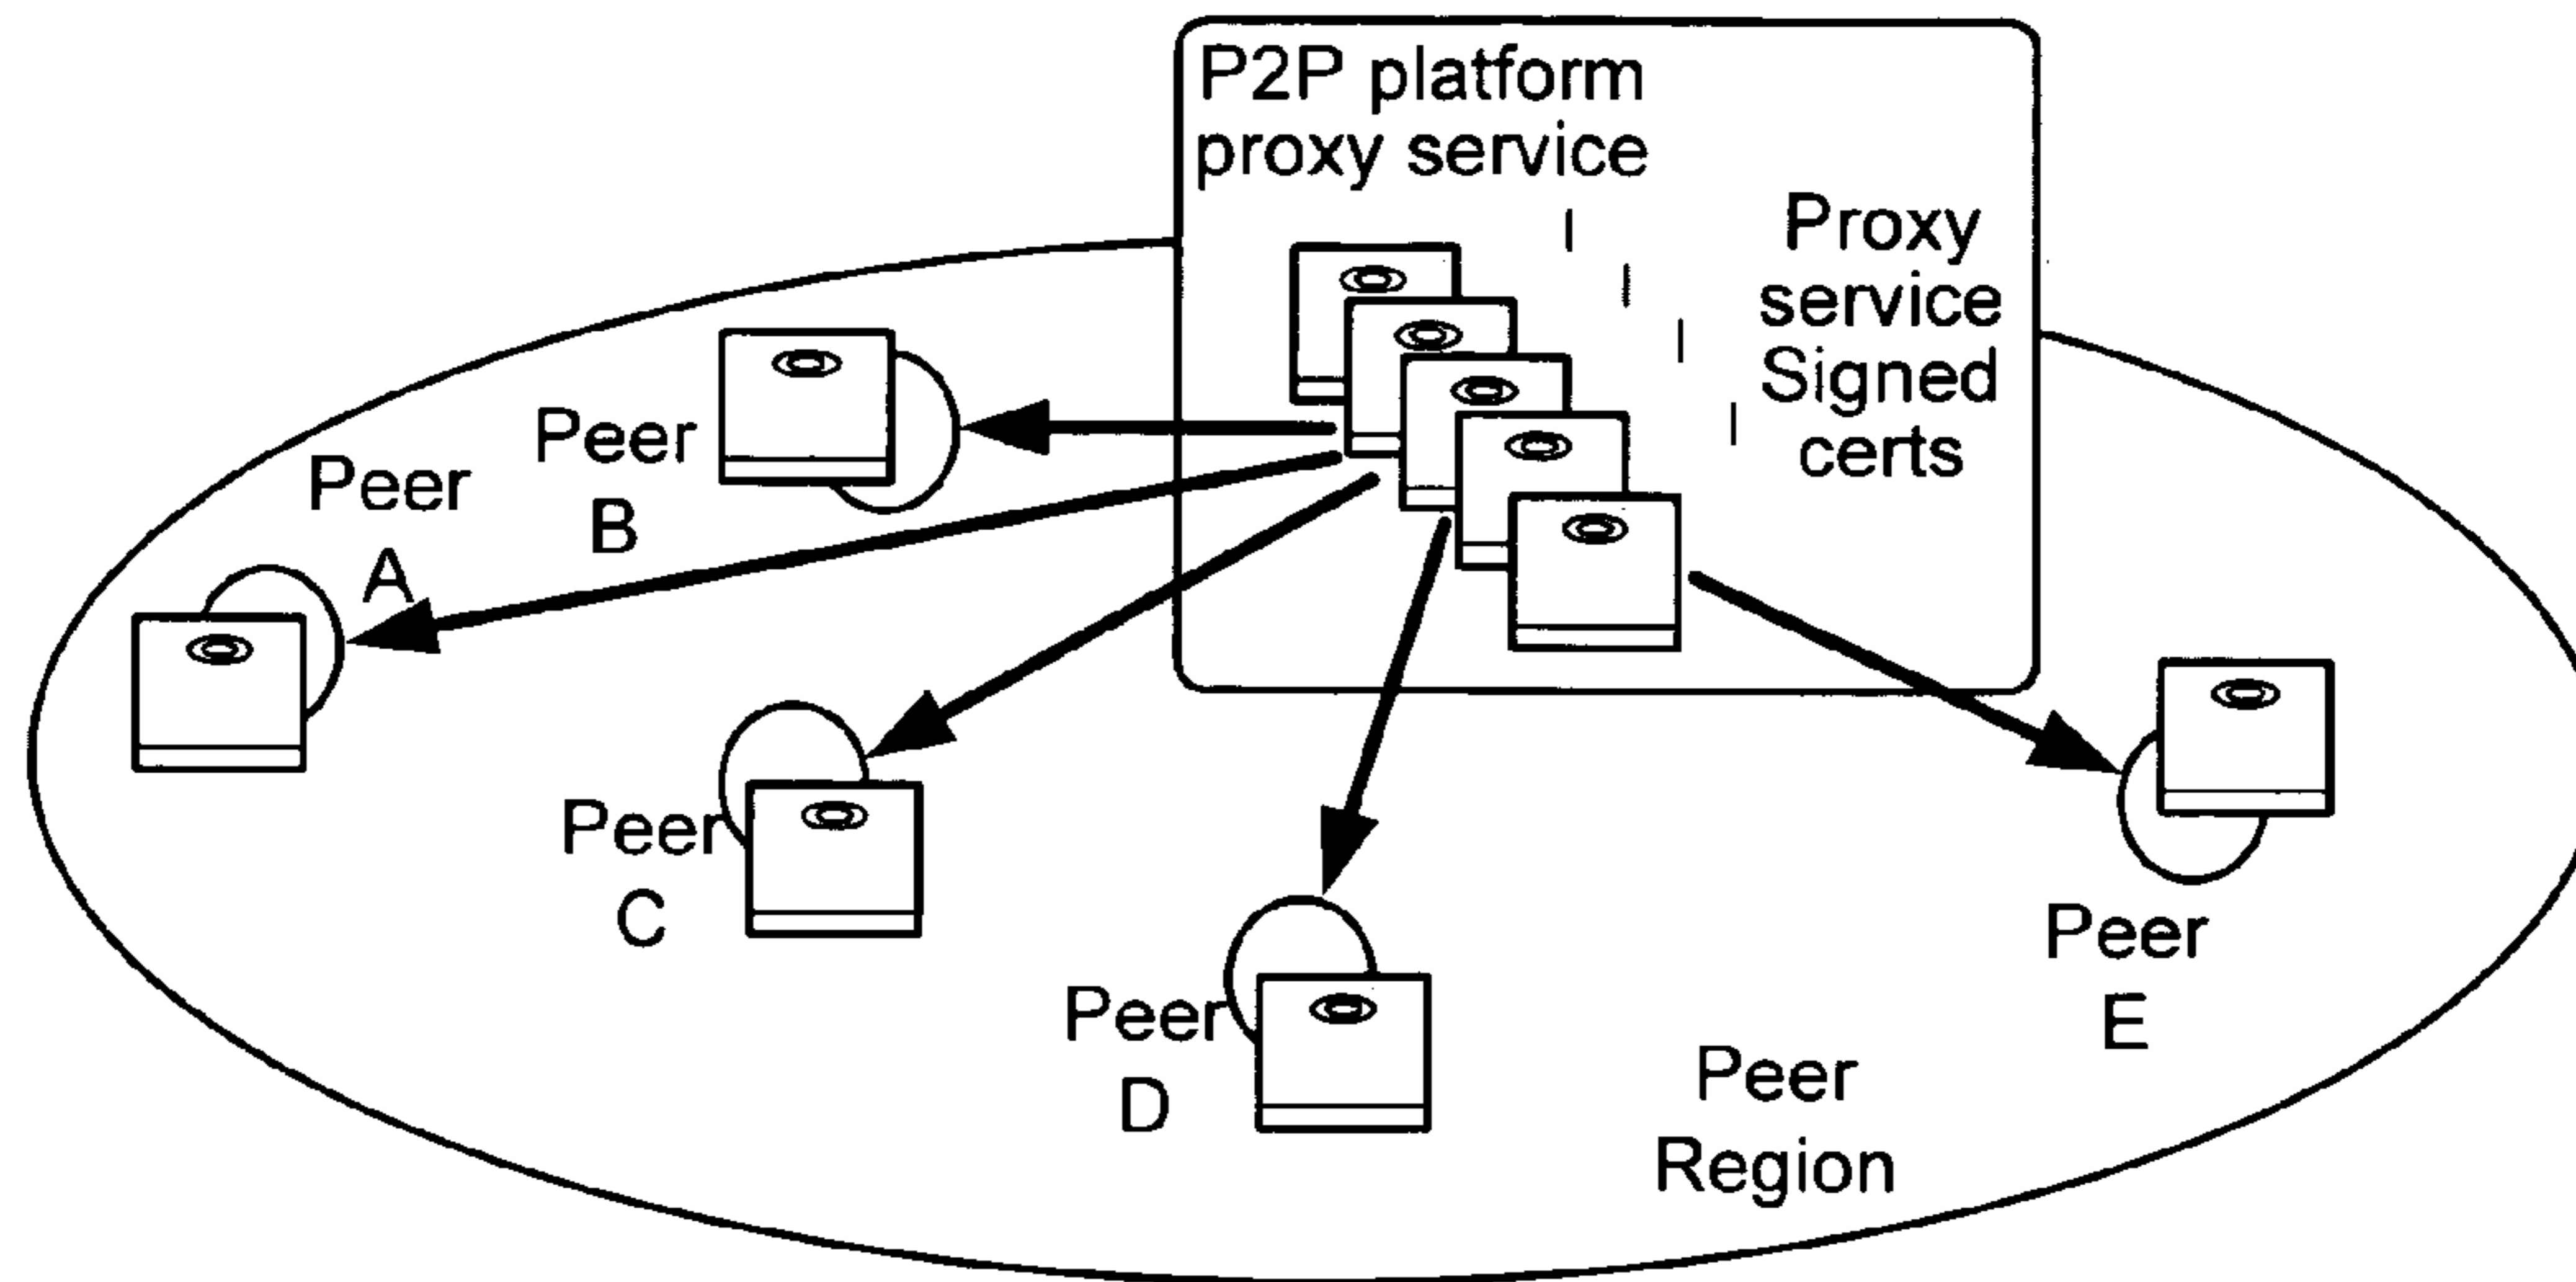 P2P platform
proxy service
Proxy
service
Signed
certs
Peer
B
Peer
A
Peer
C
Peer
D
Peer
E
Peer
Region